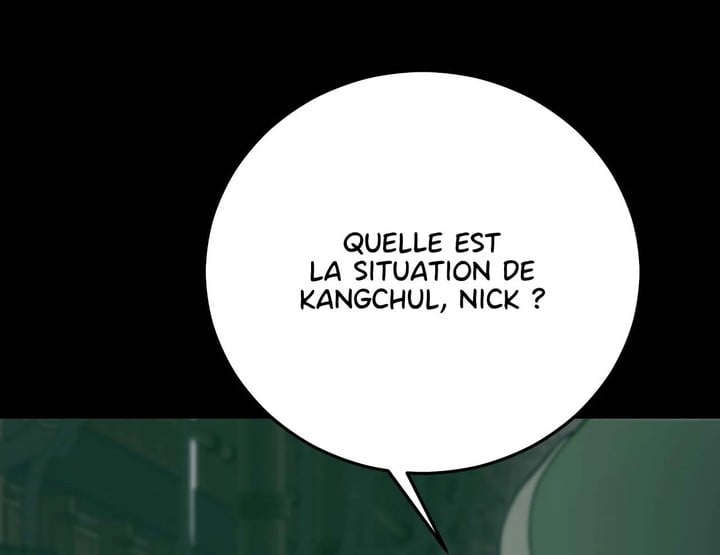 QUELLE EST
LA SITUATION DE
KANGCHUL, NICK ?